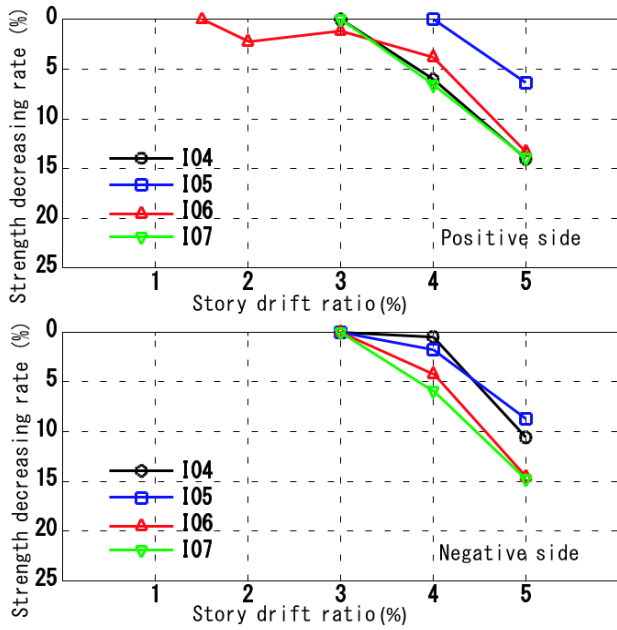 Strength decreasing rate (%)
0
5
10
15
20
25
I04
I05
I06
I07
Positive side
1 2 3 4 5
Story drift ratio(%)
Strength decreasing rate (%)
0
5
10
15
20
25
I04
I05
I06
I07
Negative side
1 2 3 4 5
Story drift ratio(%)